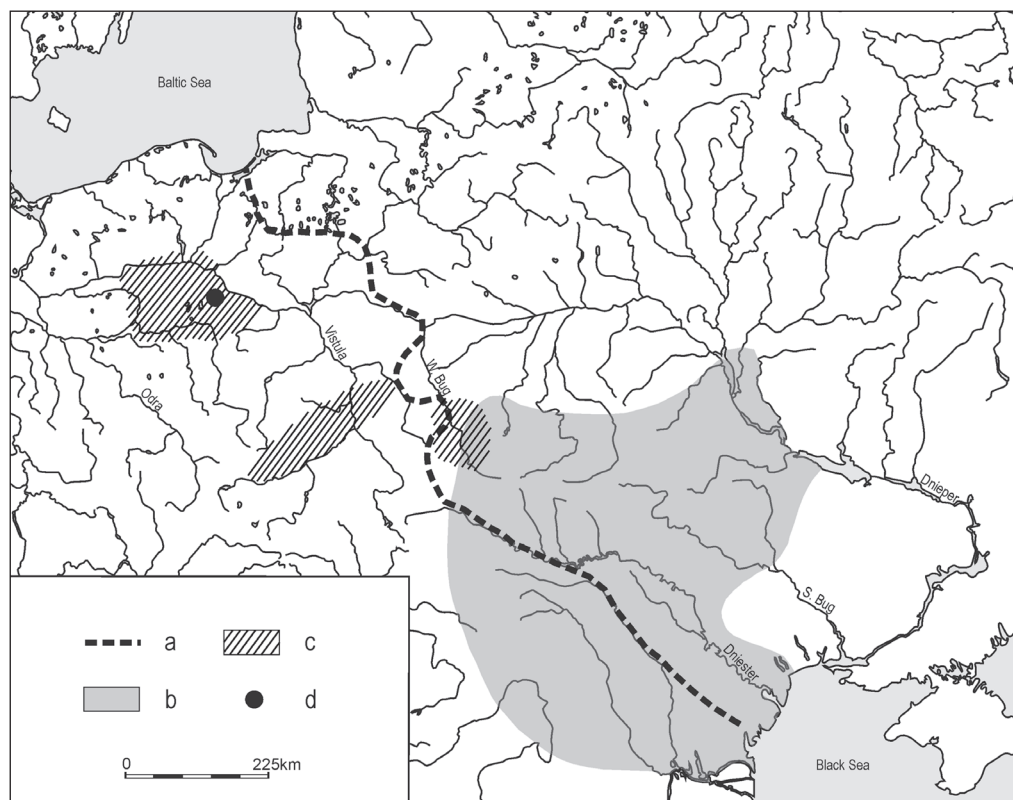 Baltic Sea
Vistula
W. Bug
Odra
Dnieper
S. Bug
Dniester
a
c
b
d
0
225km
Black Sea